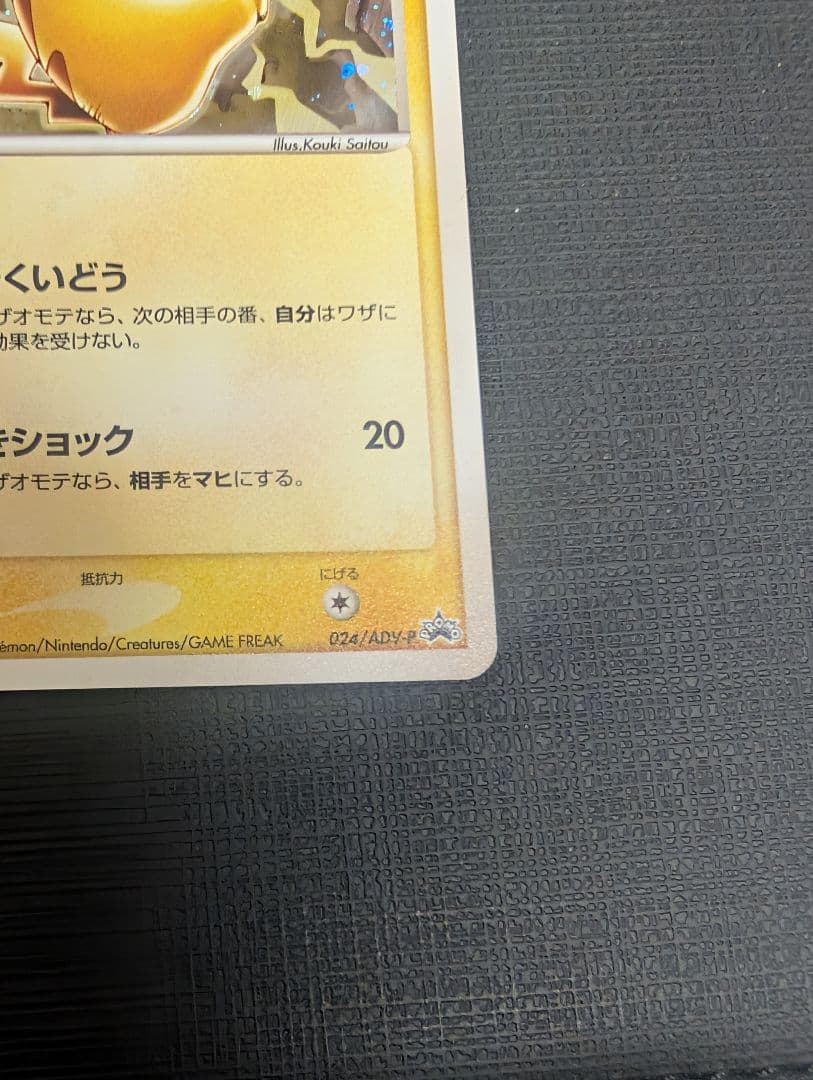 Illus.Kouki Saitou
くいどう
ザオモテなら、次の相手の番、自分はワザに
効果を受けない。
きショック 20
ザオモテなら、相手をマヒにする。
抵抗力 にげる
émon/Nintendo/Creatures/GAME FREAK 024/ADV-P PROMO